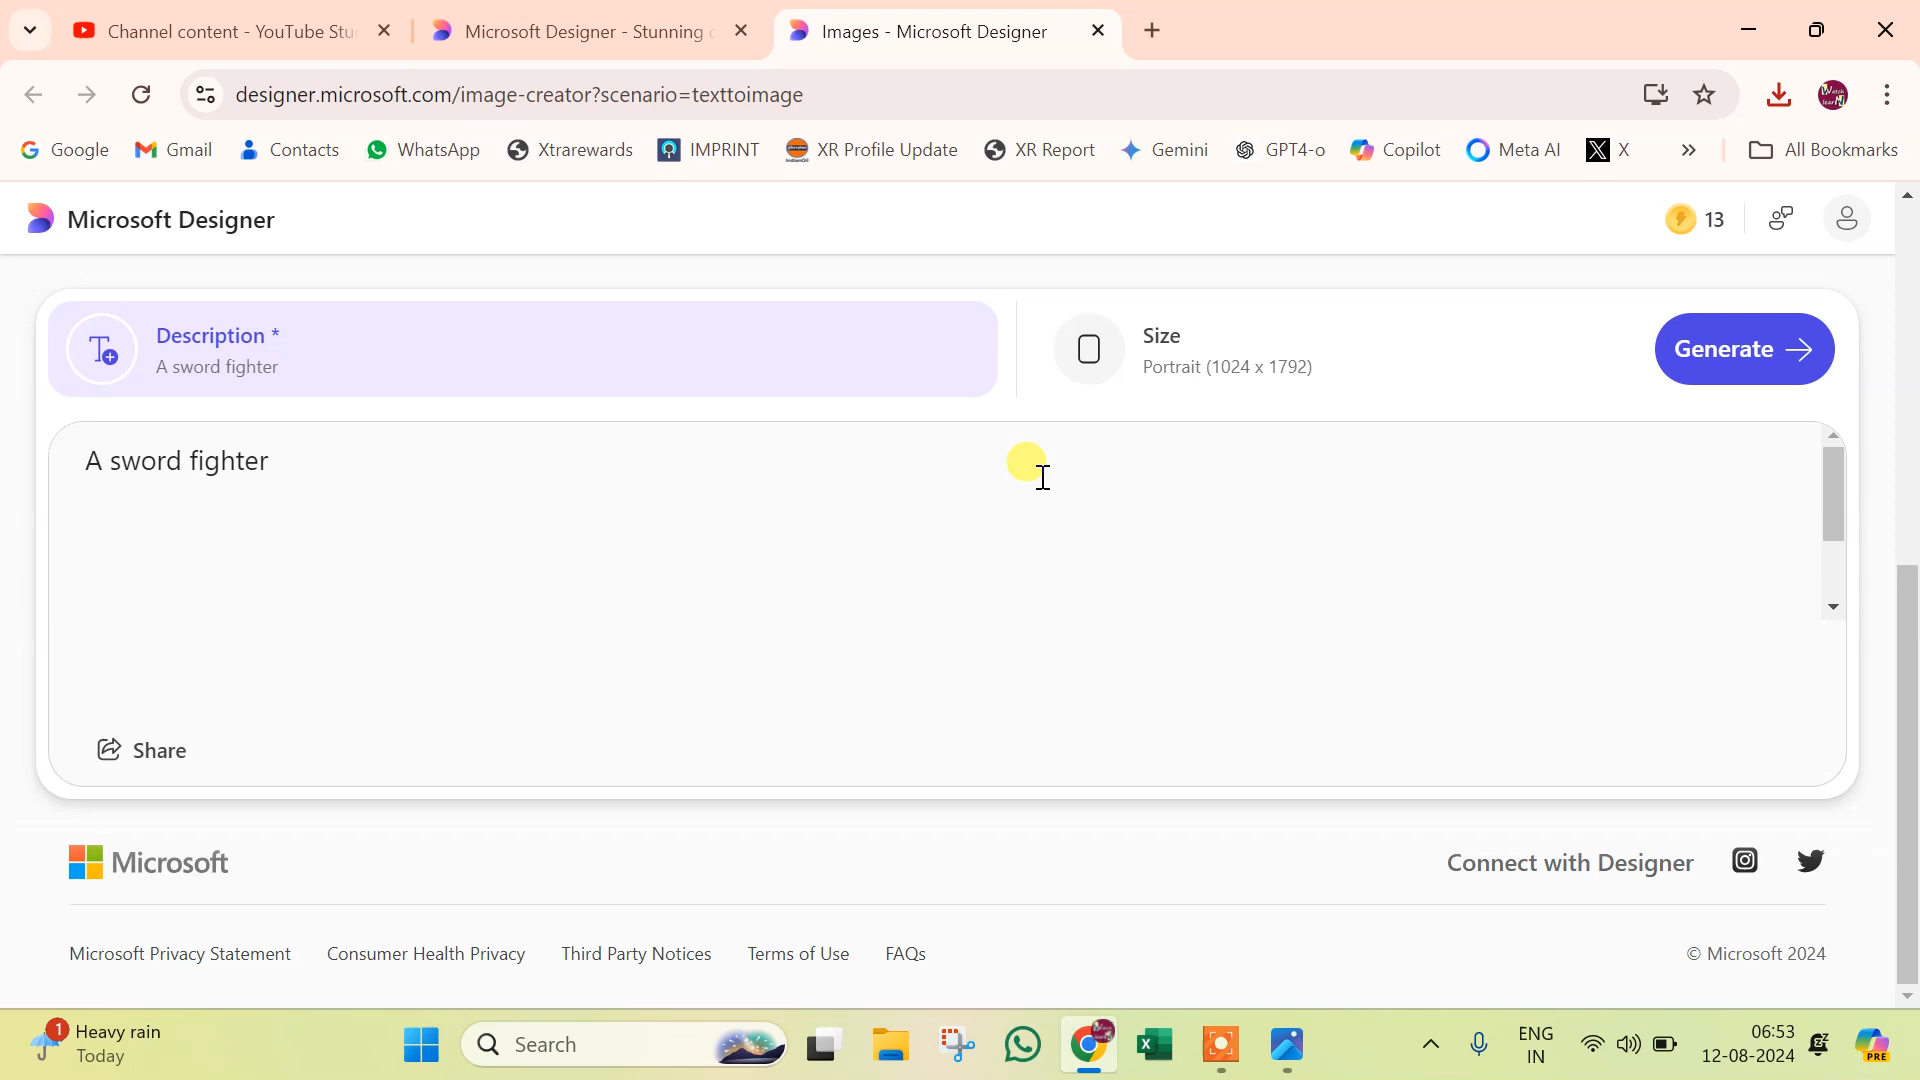 Channel content - YouTube Stu
Microsoft Designer - Stunning
Images - Microsoft Designer
designer.microsoft.com/image-creator?scenario=texttoimage
Google
Gmail
Contacts
WhatsApp
Xtrarewards
IMPRINT
XR Profile Update
XR Report
Gemini
GPT4-o
Copilot
Meta AI
X
All Bookmarks
Microsoft Designer
13
Description *
A sword fighter
Size
Portrait (1024 x 1792)
Generate
A sword fighter
Share
Microsoft
Connect with Designer
Microsoft Privacy Statement
Consumer Health Privacy
Third Party Notices
Terms of Use
FAQs
© Microsoft 2024
1
Heavy rain
Today
Search
ENG
IN
06:53
12-08-2024
PRE